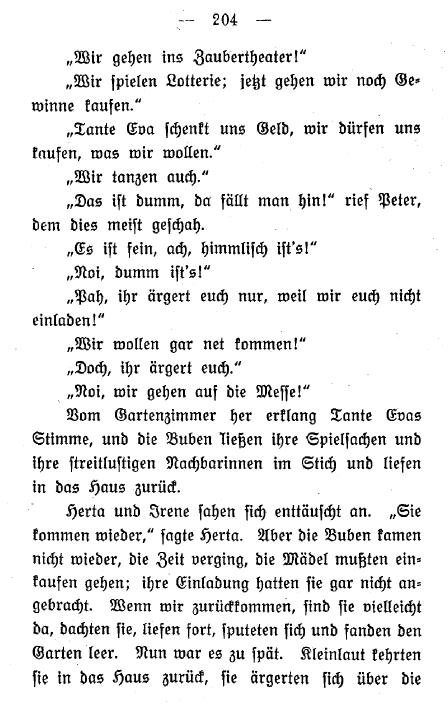 — 204 —
„Wir gehen ins Zaubertheater!“
„Wir spielen Lotterie; jetzt gehen wir noch Ge-
winne kaufen.“
„Tante Eva schenkt uns Geld, wir dürfen uns
kaufen, was wir wollen.“
„Wir tanzen auch.“
„Das ist dumm, da fällt man hin!“ rief Peter,
dem dies meist geschah.
„Es ist fein, ach, himmlisch ist's!“
„Noi, dumm ist's!“
„Pah, ihr ärgert euch nur, weil wir euch nicht
einladen!“
„Wir wollen gar net kommen!“
„Doch, ihr ärgert euch.“
„Noi, wir gehen auf die Messe!“
Vom Gartenzimmer her erklang Tante Evas
Stimme, und die Buben ließen ihre Spielsachen und
ihre streitlustigen Nachbarinnen im Stich und liefen
in das Haus zurück.
Herta und Irene sahen sich enttäuscht an. „Sie
kommen wieder,“ sagte Herta. Aber die Buben kamen
nicht wieder, die Zeit verging, die Mädel mußten ein-
kaufen gehen; ihre Einladung hatten sie gar nicht an-
gebracht. Wenn wir zurückkommen, sind sie vielleicht
da, dachten sie, liefen fort, sputeten sich und fanden den
Garten leer. Nun war es zu spät. Kleinlaut kehrten
sie in das Haus zurück, sie ärgerten sich über die